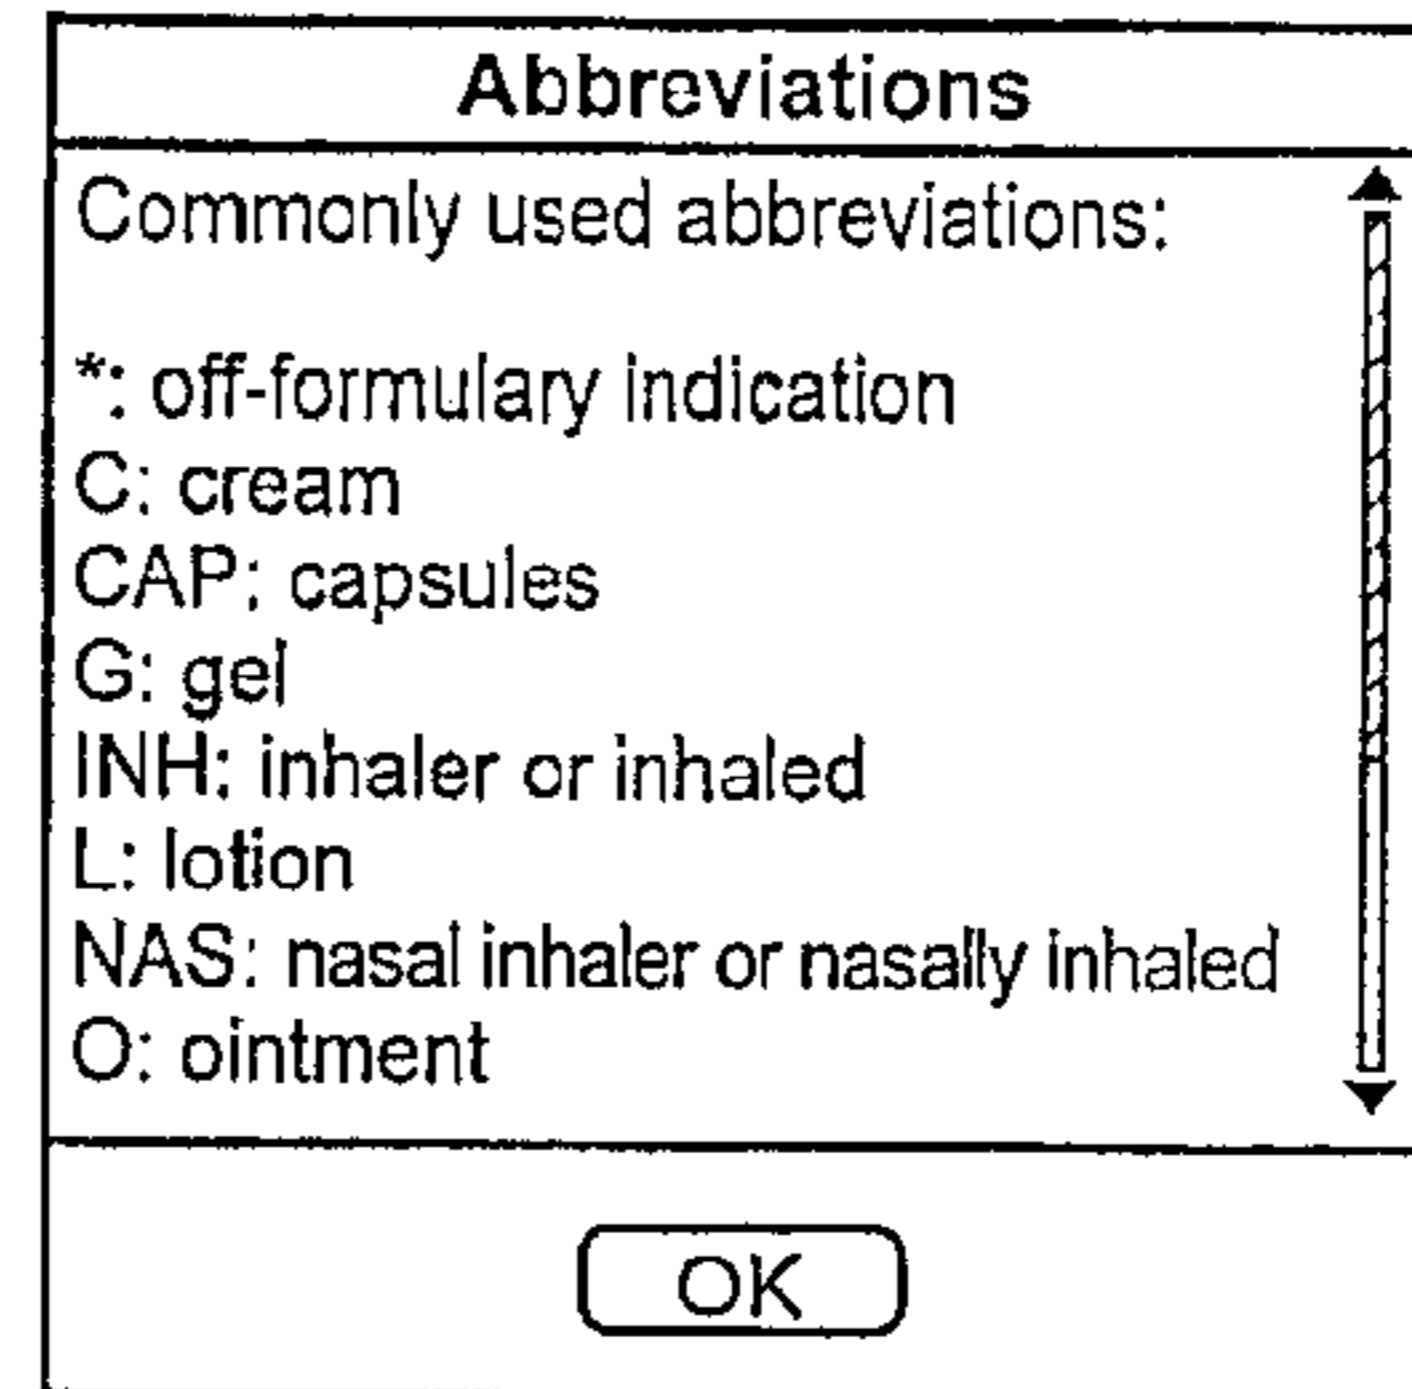 Abbreviations
Commonly used abbreviations:
*: off-formulary indication
C: cream
CAP: capsules
G: gel
INH: inhaler or inhaled
L: lotion
NAS: nasal inhaler or nasally inhaled
O: ointment
OK